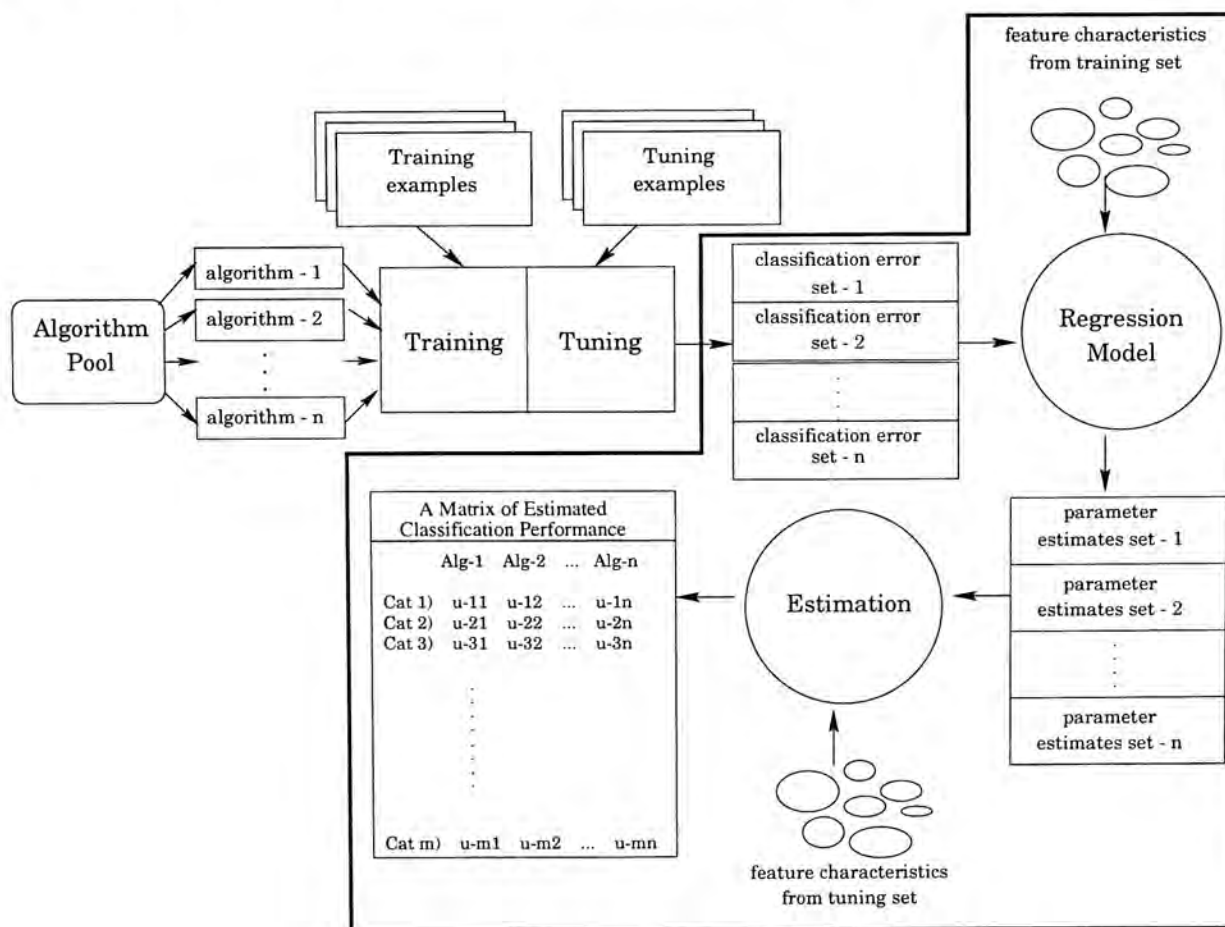 feature characteristics
from training set
Training
examples
Tuning
examples
Algorithm
Pool
algorithm - 1
algorithm - 2
algorithm - n
Training
Tuning
classification error
set - 1
classification error
set - 2
classification error
set - n
Regression
Model
parameter
estimates set - 1
parameter
estimates set - 2
parameter
estimates set - n
Estimation
feature characteristics
from tuning set
A Matrix of Estimated
Classification Performance
Alg-1 Alg-2 ... Alg-n
Cat 1) u-11 u-12 ... u-1n
Cat 2) u-21 u-22 ... u-2n
Cat 3) u-31 u-32 ... u-3n
Cat m) u-m1 u-m2 ... u-mn